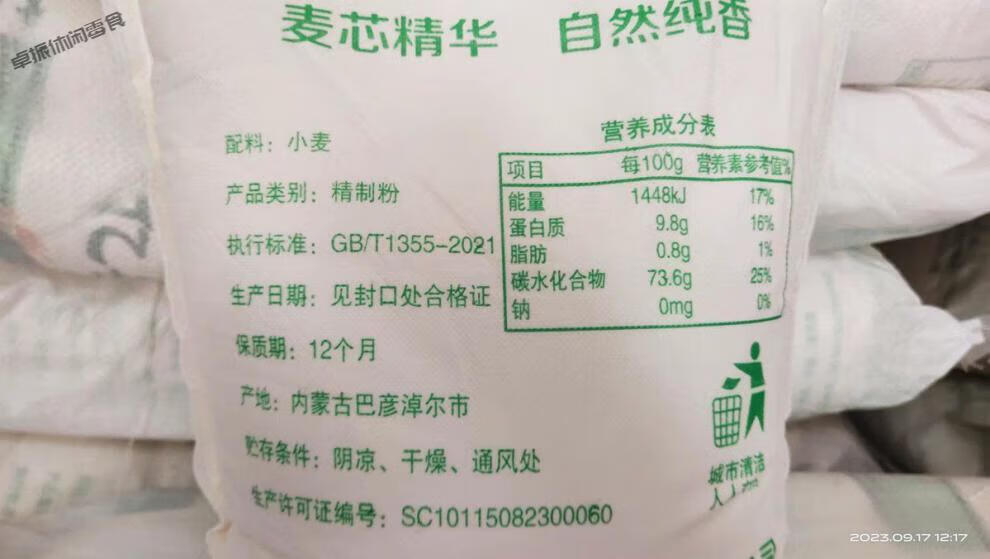 卓振休闲零食
麦芯精华 自然纯香
配料：小麦
产品类别：精制粉
执行标准：GB/T1355-2021
生产日期：见封口处合格证
保质期：12个月
产地：内蒙古巴彦淖尔市
贮存条件：阴凉、干燥、通风处
生产许可证编号：SC10115082300060
营养成分表
项目 每100g 营养素参考值%
能量 1448kJ 17%
蛋白质 9.8g 16%
脂肪 0.8g 1%
碳水化合物 73.6g 25%
钠 0mg 0%
城市清洁
人人
2023.09.17 12:17